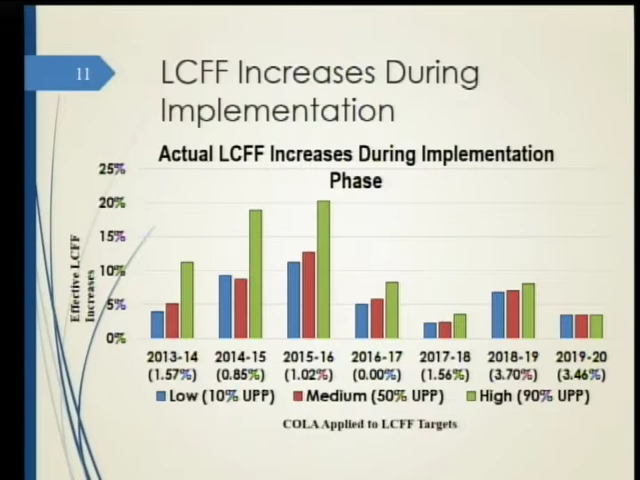 11
LCFF Increases During
Implementation
Actual LCFF Increases During Implementation
Phase
Effective LCFF
Increases
25%
20%
15%
10%
5%
0%
2013-14 2014-15 2015-16 2016-17 2017-18 2018-19 2019-20
(1.57%) (0.85%) (1.02%) (0.00%) (1.56%) (3.70%) (3.46%)
Low (10% UPP) Medium (50% UPP) High (90% UPP)
COLA Applied to LCFF Targets